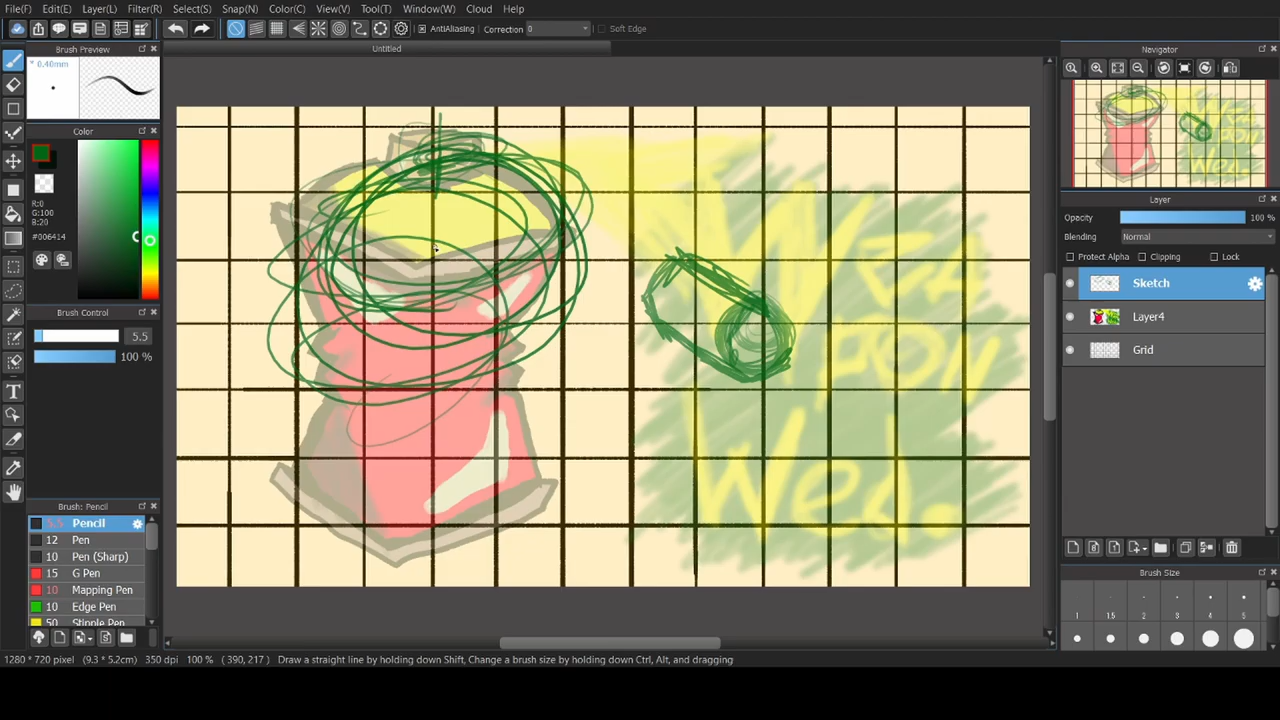 File(F) Edit(E) Layer(L) Filter(R) Select(S) Snap(N) Color(C) View(V) Tool(T) Window(W) Cloud Help
AntiAliasing Correction 0 Soft Edge
Brush Preview
Untitled
Navigator
* 0.40mm
Color
R:0
G:100
B:20
#006414
Layer
Opacity 100 %
Blending Normal
Protect Alpha Clipping Lock
Sketch
Layer4
Grid
Brush Control
5.5
100 %
Wea
pon
Wed.
Brush: Pencil
5.5 Pencil
12 Pen
10 Pen (Sharp)
15 G Pen
10 Mapping Pen
10 Edge Pen
50 Stipple Pen
Brush Size
1 1.5 2 3 4 5
1280 * 720 pixel (9.3 * 5.2cm) 350 dpi 100 % ( 390, 217 ) Draw a straight line by holding down Shift, Change a brush size by holding down Ctrl, Alt, and dragging